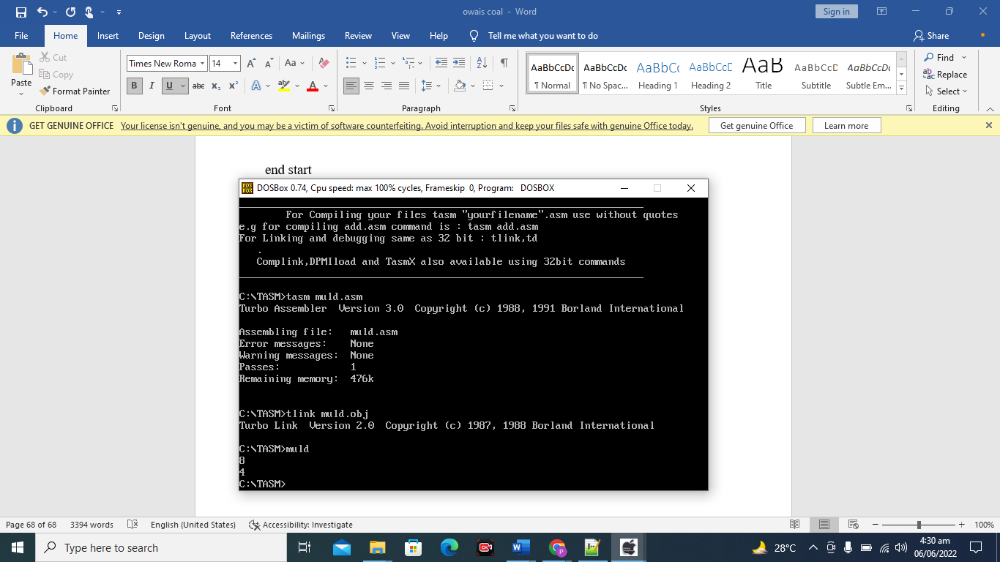 owais coal - Word
Sign in
File Home Insert Design Layout References Mailings Review View Help Tell me what you want to do Share
Paste
Cut
Copy
Format Painter
Clipboard
Times New Roma 14
Aa
B I U abc x₂ x²
Font
Paragraph
AaBbCcDc AaBbCcDc AaBbCc AaBbCcD AaB AaBbCcD AaBbCcDc
¶ Normal ¶ No Spac... Heading 1 Heading 2 Title Subtitle Subtle Em...
Styles
Find
Replace
Select
Editing
GET GENUINE OFFICE Your license isn't genuine, and you may be a victim of software counterfeiting. Avoid interruption and keep your files safe with genuine Office today. Get genuine Office Learn more
end start
DOSBox 0.74, Cpu speed: max 100% cycles, Frameskip 0, Program: DOSBOX
For Compiling your files tasm "yourfilename".asm use without quotes
e.g for compiling add.asm command is : tasm add.asm
For Linking and debugging same as 32 bit : tlink,td
.
Complink,DPMIload and TasmX also available using 32bit commands
C:\TASM>tasm muld.asm
Turbo Assembler Version 3.0 Copyright (c) 1988, 1991 Borland International
Assembling file: muld.asm
Error messages: None
Warning messages: None
Passes: 1
Remaining memory: 476k
C:\TASM>tlink muld.obj
Turbo Link Version 2.0 Copyright (c) 1987, 1988 Borland International
C:\TASM>muld
8
4
C:\TASM>
Page 68 of 68 3394 words English (United States) Accessibility: Investigate 100%
Type here to search
28°C
4:30 am
06/06/2022